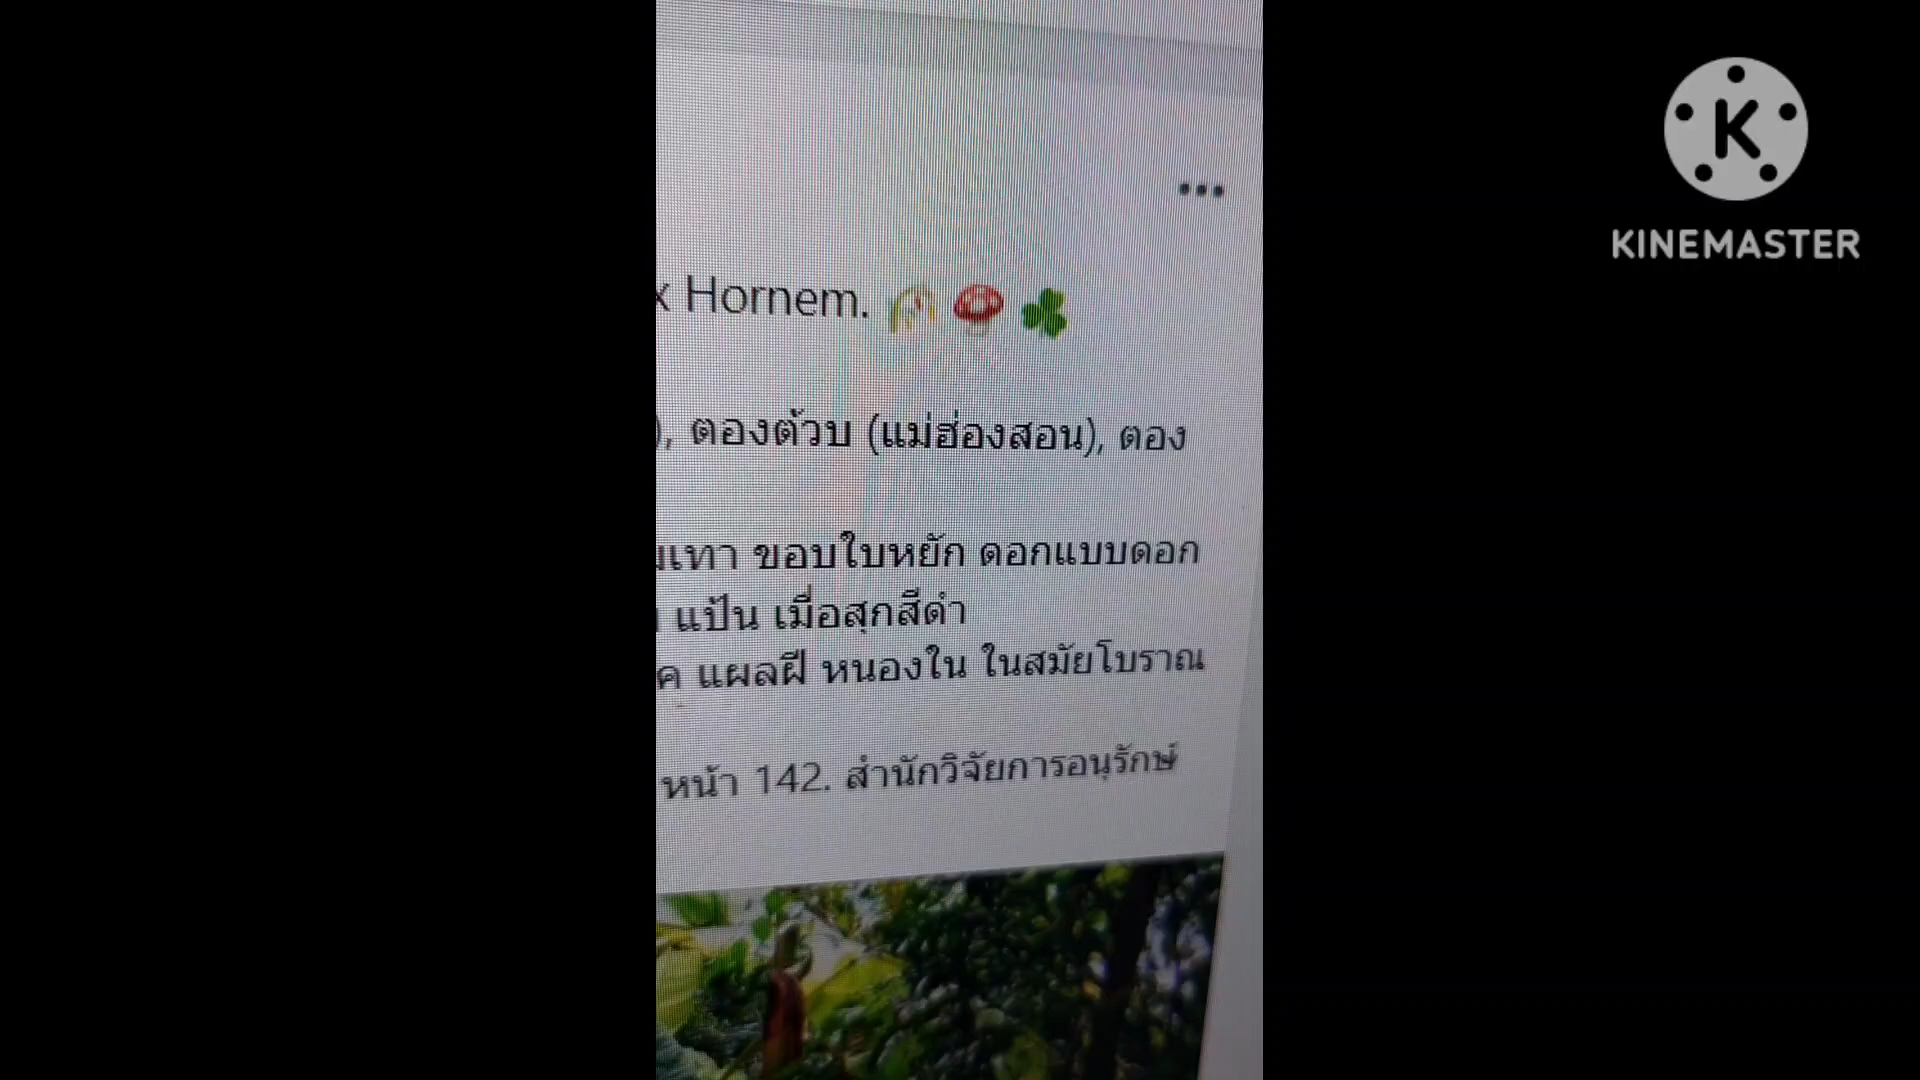 x Hornem.
), ตองต้วบ (แม่ฮ่องสอน), ตอง
เทา ขอบใบหยัก ดอกแบบดอก
แป้น เมื่อสุกสีดำ
ค แผลฝี หนองใน ในสมัยโบราณ
หน้า 142. สำนักวิจัยการอนุรักษ์
K
KINEMASTER